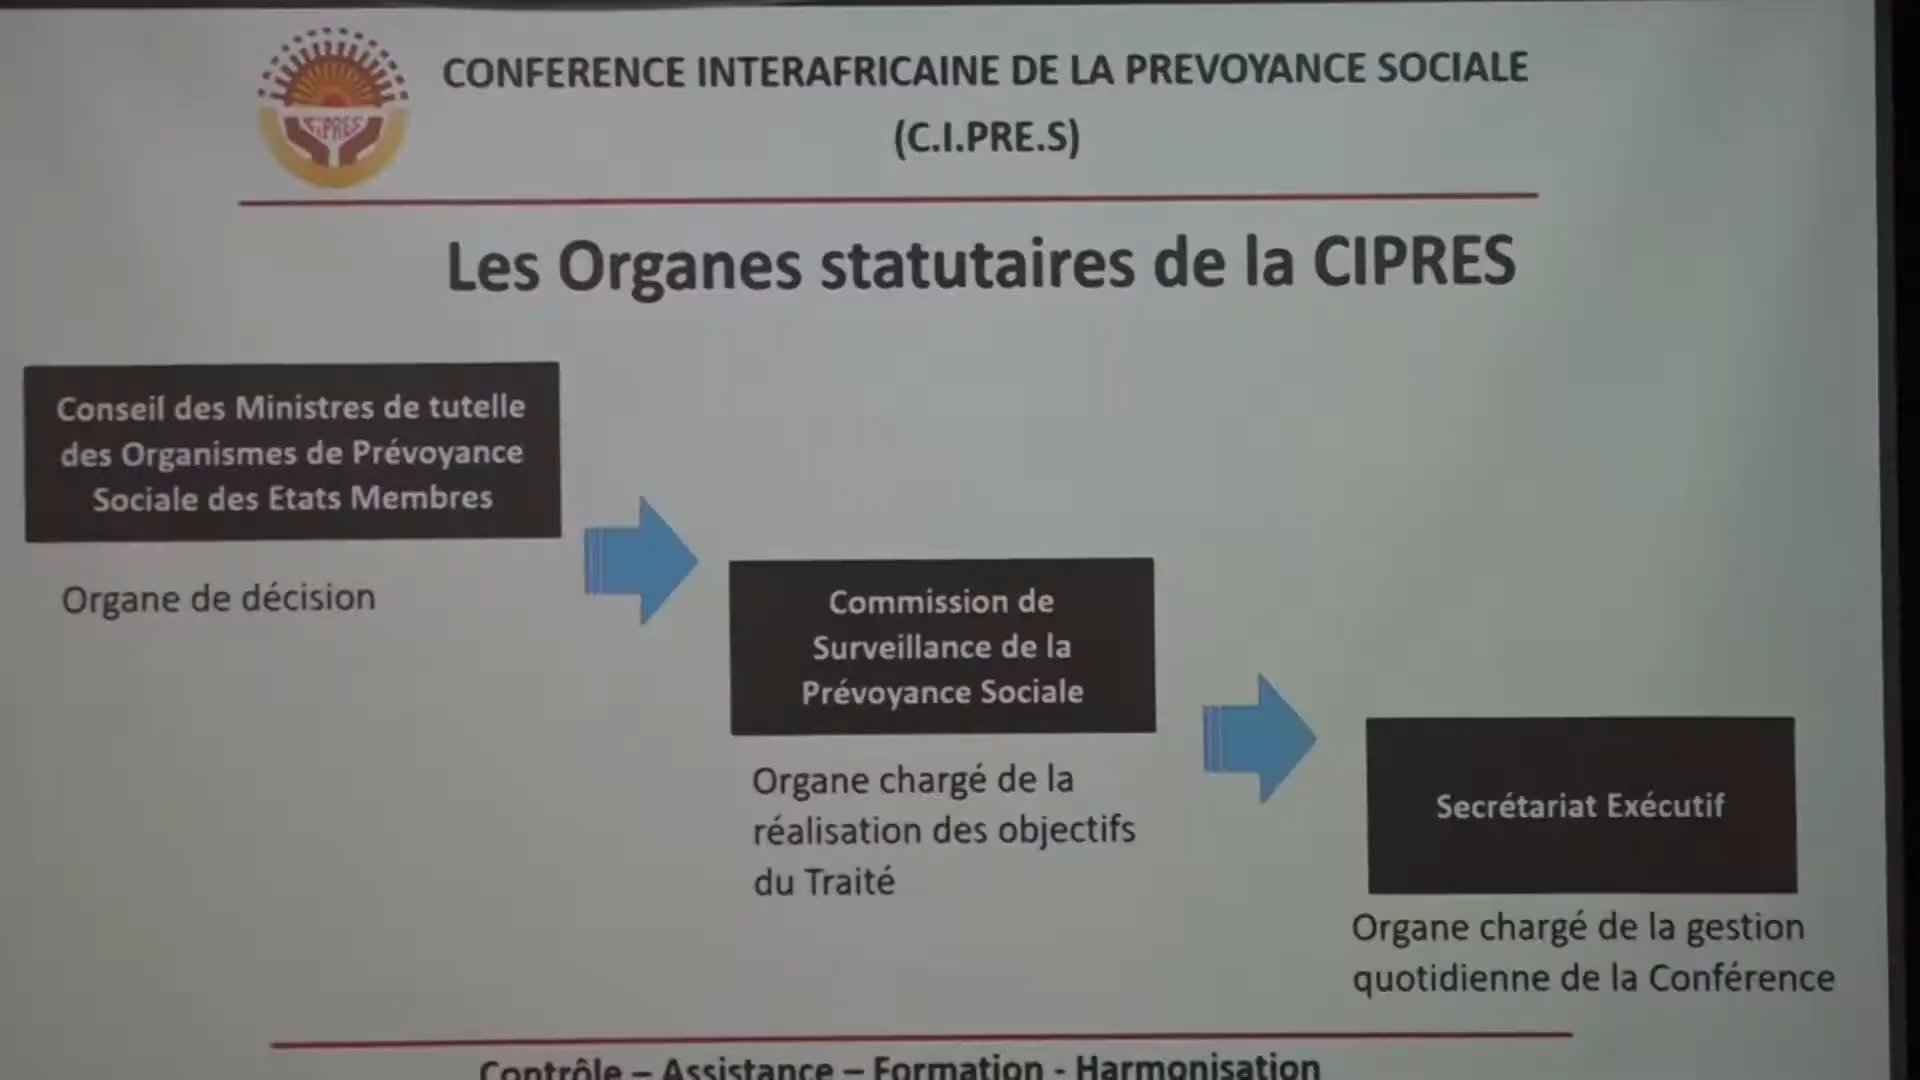 CONFERENCE INTERAFRICAINE DE LA PREVOYANCE SOCIALE
(C.I.PRE.S)
CIPRES
Les Organes statutaires de la CIPRES
Conseil des Ministres de tutelle
des Organismes de Prévoyance
Sociale des Etats Membres
Organe de décision
Commission de
Surveillance de la
Prévoyance Sociale
Organe chargé de la
réalisation des objectifs
du Traité
Secrétariat Exécutif
Organe chargé de la gestion
quotidienne de la Conférence
Contrôle – Assistance – Formation - Harmonisation